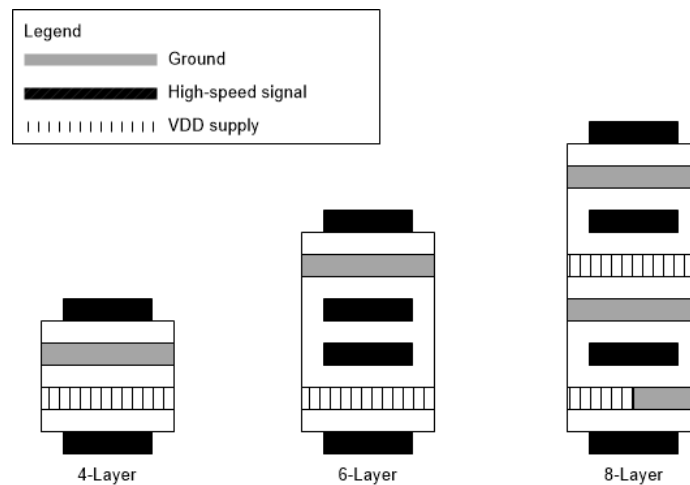 Legend
Ground
High-speed signal
VDD supply
4-Layer
6-Layer
8-Layer